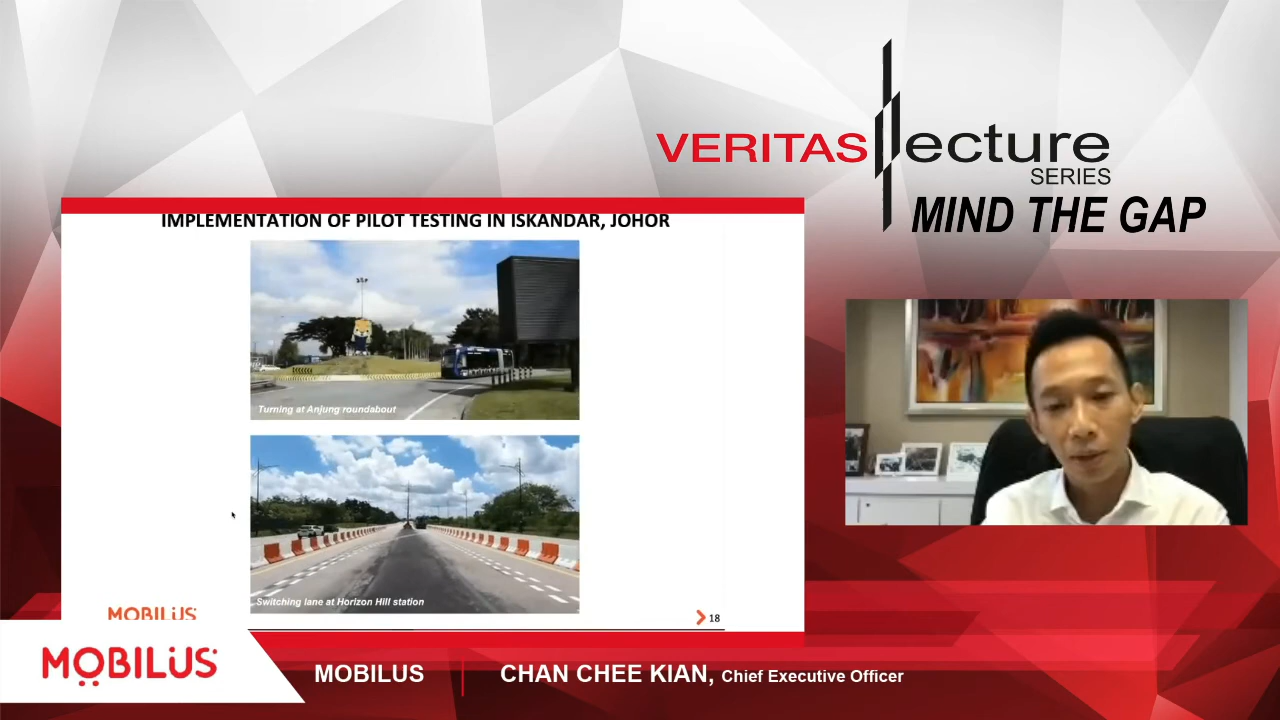 VERITAS lecture
SERIES
MIND THE GAP
IMPLEMENTATION OF PILOT TESTING IN ISKANDAR, JOHOR
Turning at Anjung roundabout
Switching lane at Horizon Hill station
MOBILUS
18
MOBILUS
MOBILUS
CHAN CHEE KIAN, Chief Executive Officer